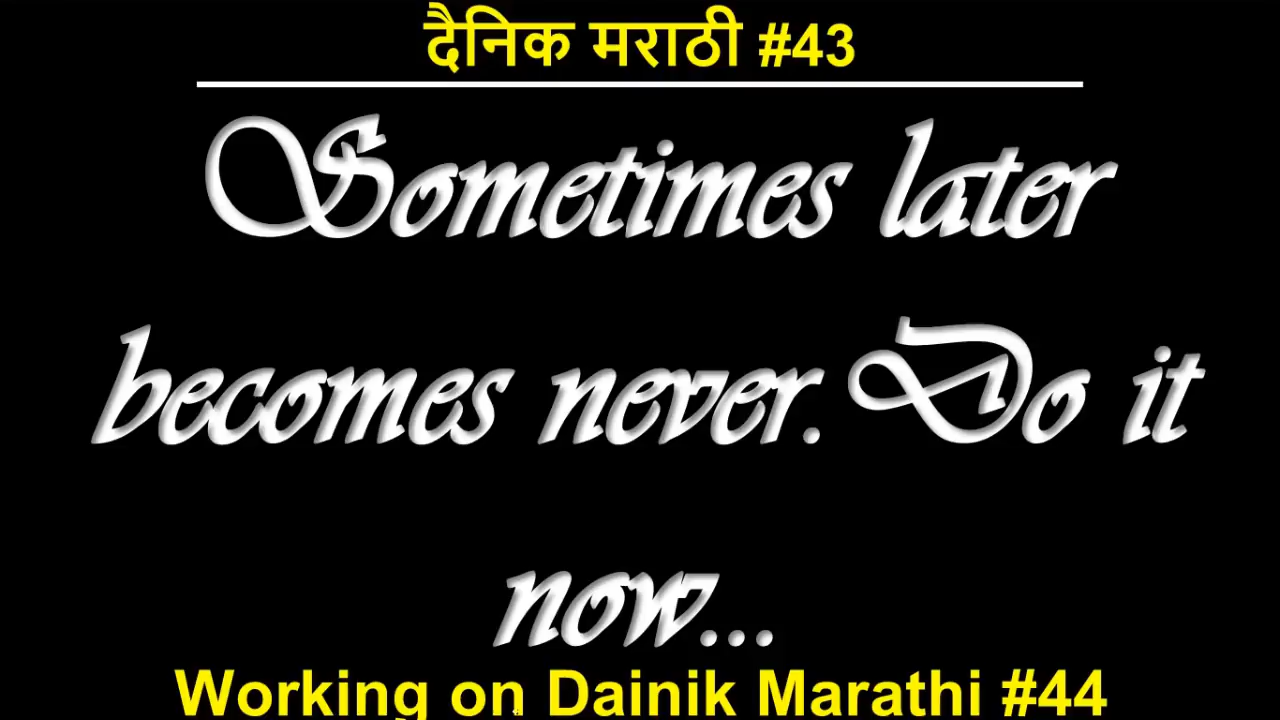 दैनिक मराठी #43
Sometimes later
becomes never.Do it
now...
Working on Dainik Marathi #44